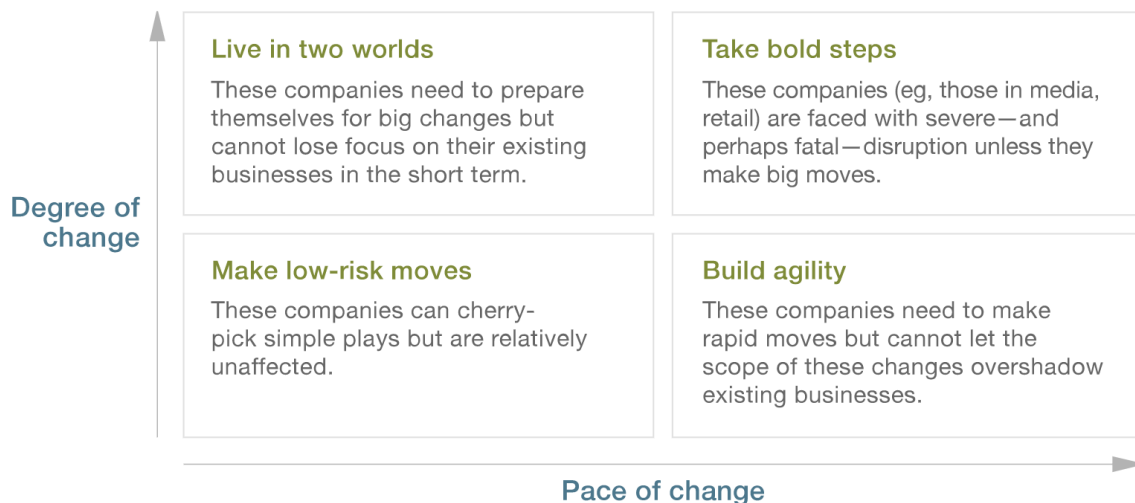 Live in two worlds
These companies need to prepare
themselves for big changes but
cannot lose focus on their existing
businesses in the short term.
Take bold steps
These companies (eg, those in media,
retail) are faced with severe—and
perhaps fatal—disruption unless they
make big moves.
Degree of
change
Make low-risk moves
These companies can cherry-
pick simple plays but are relatively
unaffected.
Build agility
These companies need to make
rapid moves but cannot let the
scope of these changes overshadow
existing businesses.
Pace of change